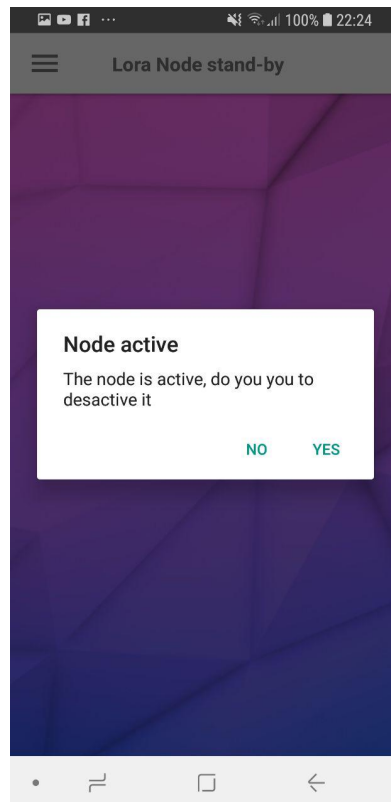 100% 22:24
Lora Node stand-by
Node active
The node is active, do you you to
desactive it
NO YES